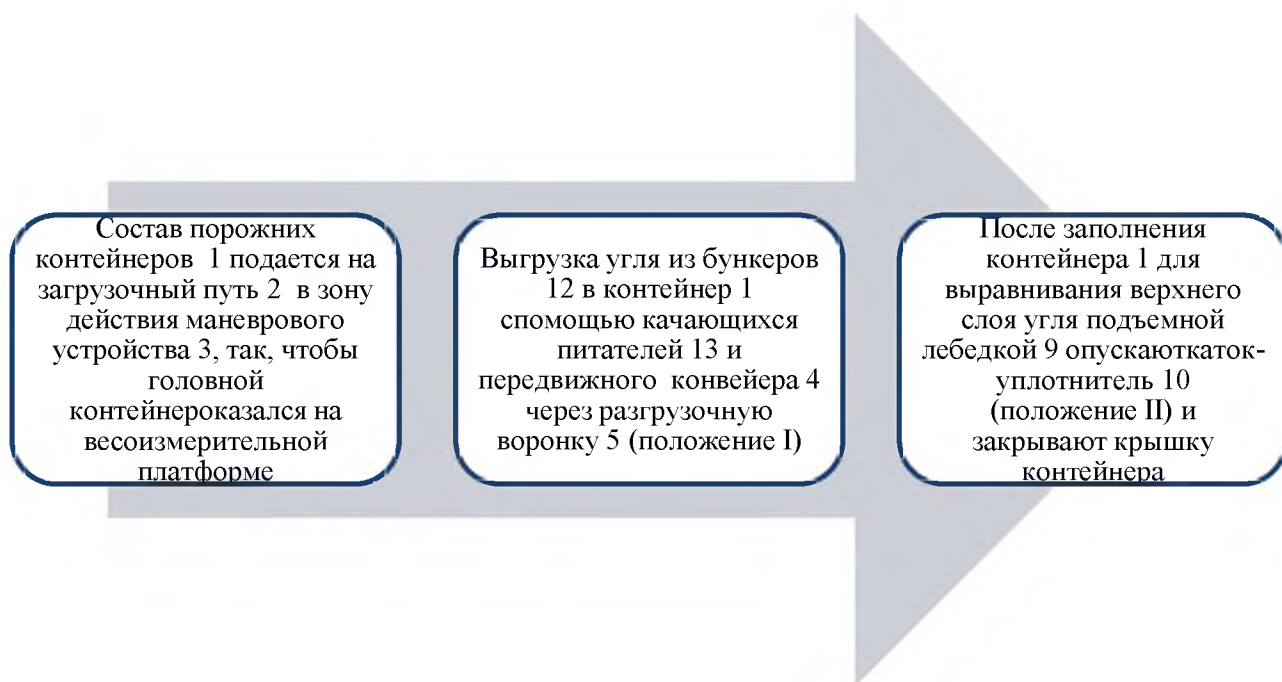 Состав порожних
контейнеров 1 подается на
загрузочный путь 2 в зону
действия маневрового
устройства 3, так, чтобы
головной
контейнероказался на
весоизмерительной
платформе
Выгрузка угля из бункеров
12 в контейнер 1
спомощью качающихся
питателей 13 и
передвижного конвейера 4
через разгрузочную
воронку 5 (положение I)
После заполнения
контейнера 1 для
выравнивания верхнего
слоя угля подъемной
лебедкой 9 опускаюткаток-
уплотнитель 10
(положение II) и
закрывают крышку
контейнера